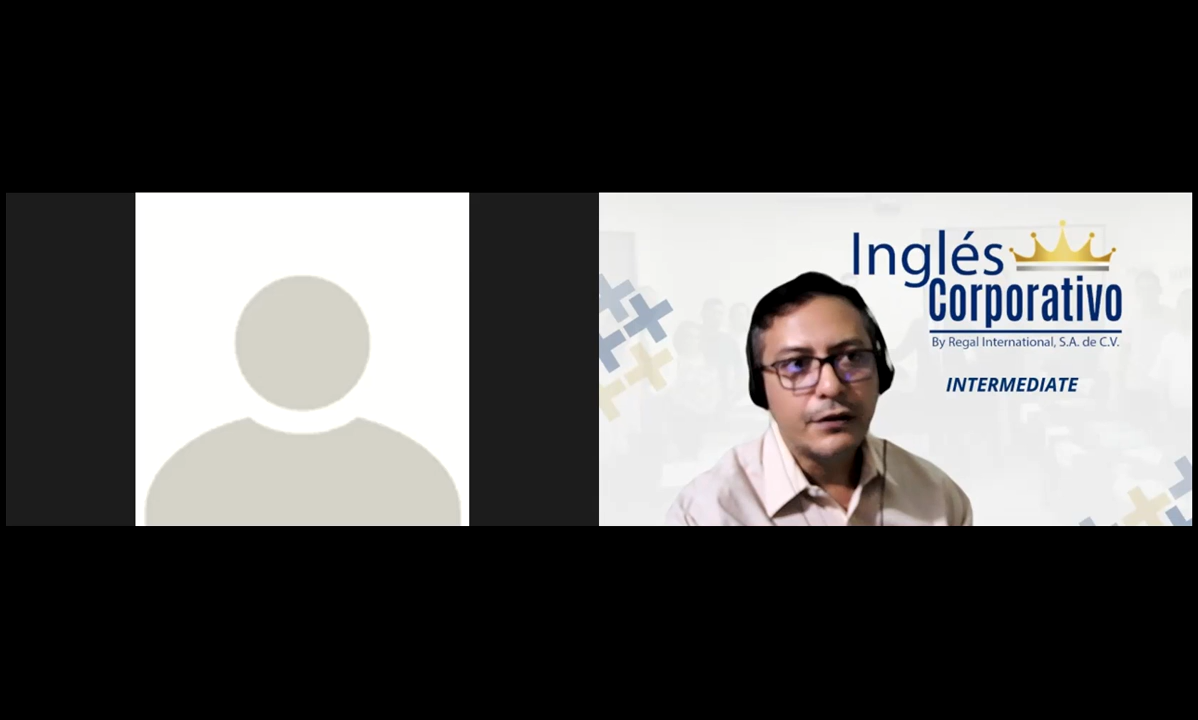 Inglés
Corporativo
By Regal International, S.A. de C.V.
INTERMEDIATE